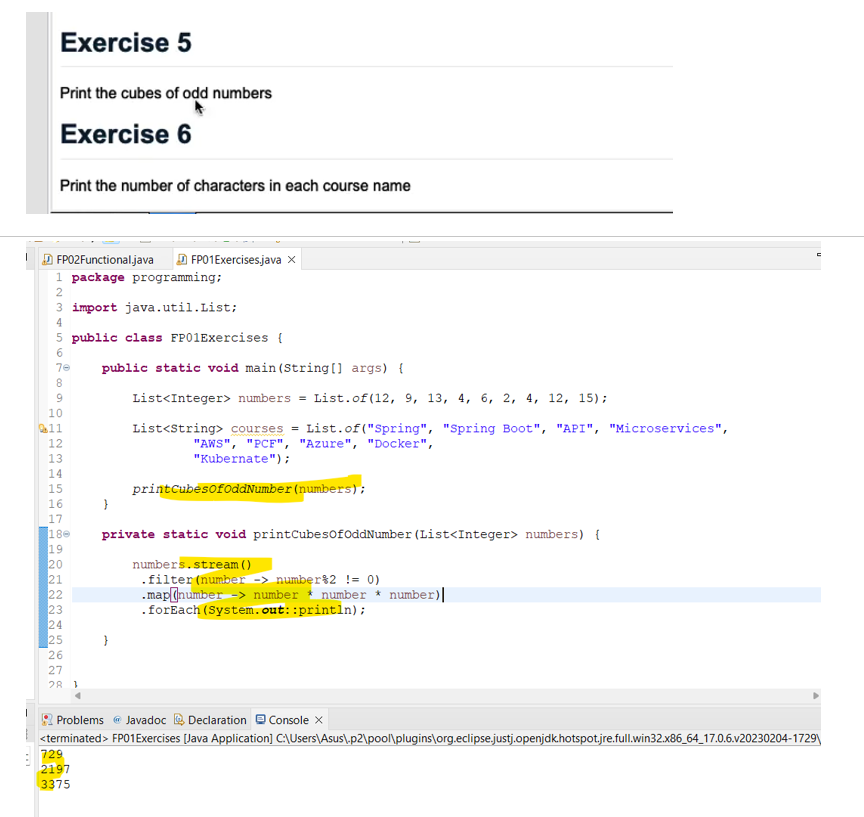 Exercise 5
Print the cubes of odd numbers
Exercise 6
Print the number of characters in each course name
FP02Functional.java FP01Exercises.java
1 package programming;
2
3 import java.util.List;
4
5 public class FP01Exercises {
6
7 public static void main(String[] args) {
8
9 List<Integer> numbers = List.of(12, 9, 13, 4, 6, 2, 4, 12, 15);
10
11 List<String> courses = List.of("Spring", "Spring Boot", "API", "Microservices",
12 "AWS", "PCF", "Azure", "Docker",
13 "Kubernate");
14
15 printCubesOfOddNumber(numbers);
16 }
17
18 private static void printCubesOfOddNumber(List<Integer> numbers) {
19
20 numbers.stream()
21 .filter(number -> number%2 != 0)
22 .map(number -> number * number * number)
23 .forEach(System.out::println);
24
25 }
26
27
28 }
Problems @ Javadoc Declaration Console
<terminated> FP01Exercises [Java Application] C:\Users\Asus\.p2\pool\plugins\org.eclipse.justj.openjdk.hotspot.jre.full.win32.x86_64_17.0.6.v20230204-1729\
729
2197
3375